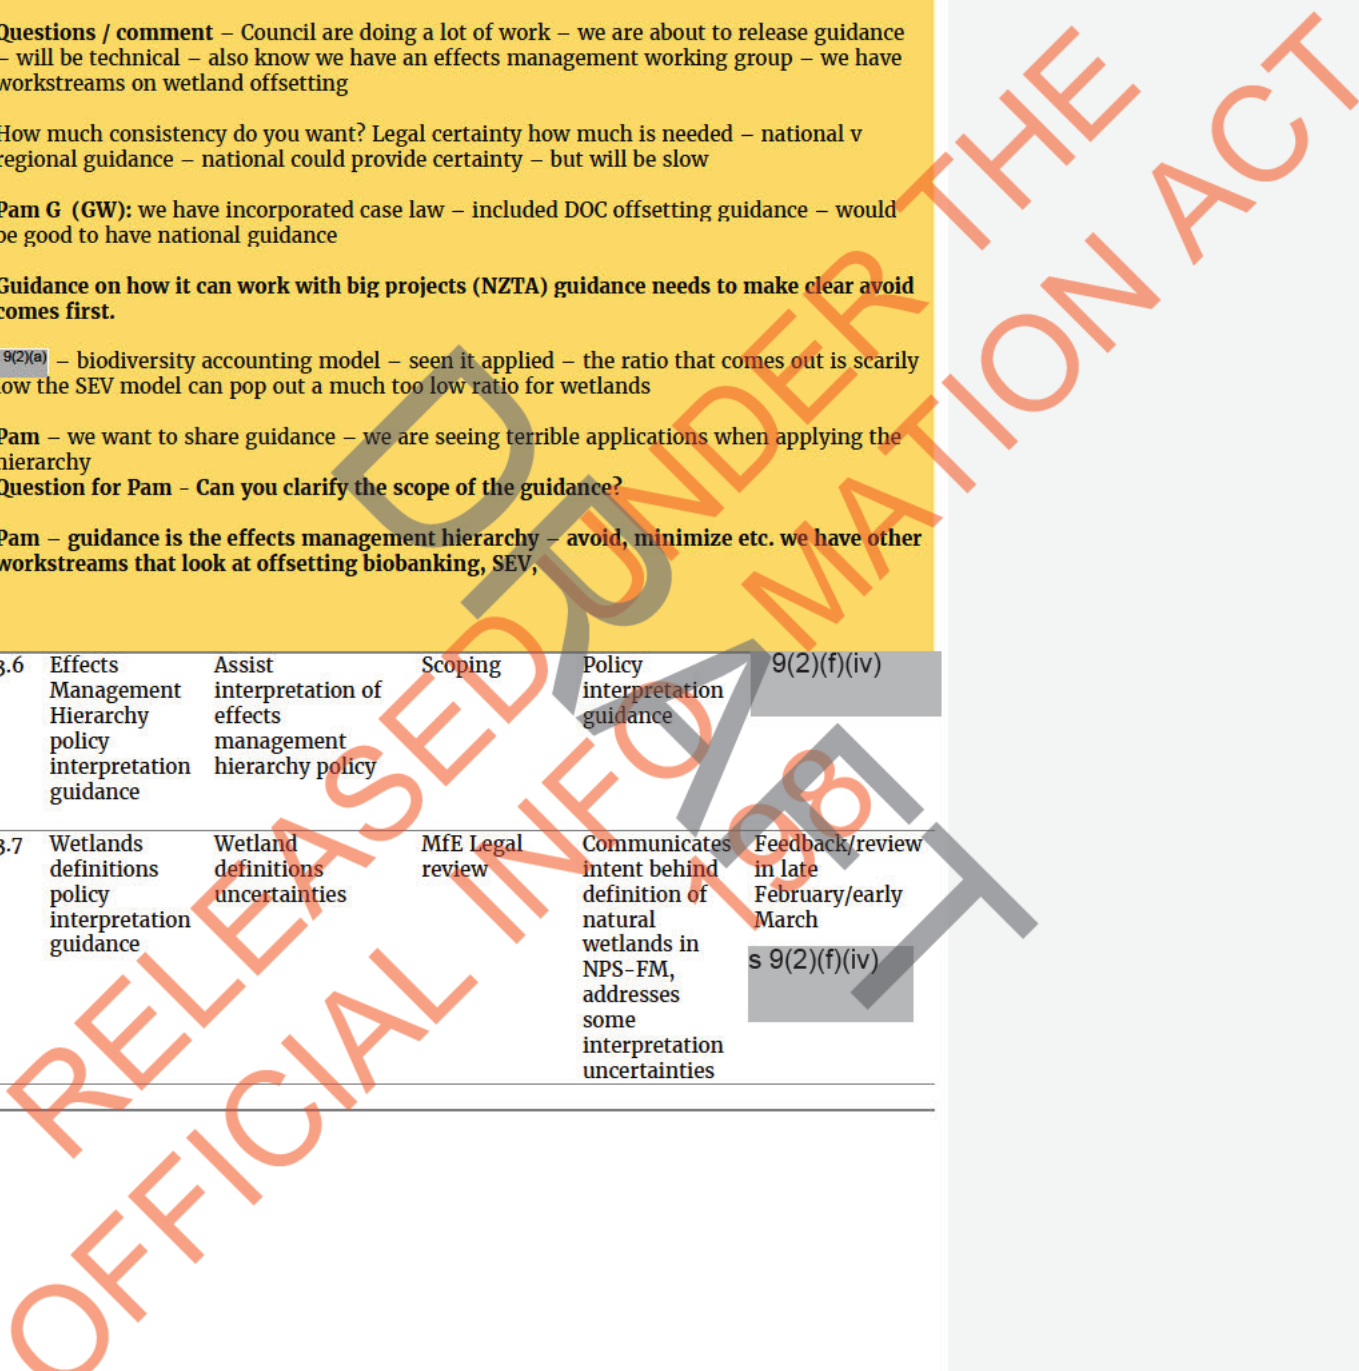 Questions / comment – Council are doing a lot of work – we are about to release guidance
– will be technical – also know we have an effects management working group – we have
workstreams on wetland offsetting
How much consistency do you want? Legal certainty how much is needed – national v
regional guidance – national could provide certainty – but will be slow
Pam G (GW): we have incorporated case law – included DOC offsetting guidance – would
be good to have national guidance
Guidance on how it can work with big projects (NZTA) guidance needs to make clear avoid
comes first.
9(2)(a) – biodiversity accounting model – seen it applied – the ratio that comes out is scarily
low the SEV model can pop out a much too low ratio for wetlands
Pam – we want to share guidance – we are seeing terrible applications when applying the
hierarchy
Question for Pam - Can you clarify the scope of the guidance?
Pam – guidance is the effects management hierarchy – avoid, minimize etc. we have other
workstreams that look at offsetting biobanking, SEV,
3.6 Effects Assist Scoping Policy 9(2)(f)(iv)
Management interpretation of interpretation
Hierarchy effects guidance
policy management
interpretation hierarchy policy
guidance
3.7 Wetlands Wetland MfE Legal Communicates Feedback/review
definitions definitions review intent behind in late
policy uncertainties definition of February/early
interpretation natural March
guidance wetlands in
NPS-FM, s 9(2)(f)(iv)
addresses
some
interpretation
uncertainties
DRAFT
RELEASED UNDER THE
OFFICIAL INFORMATION ACT
198